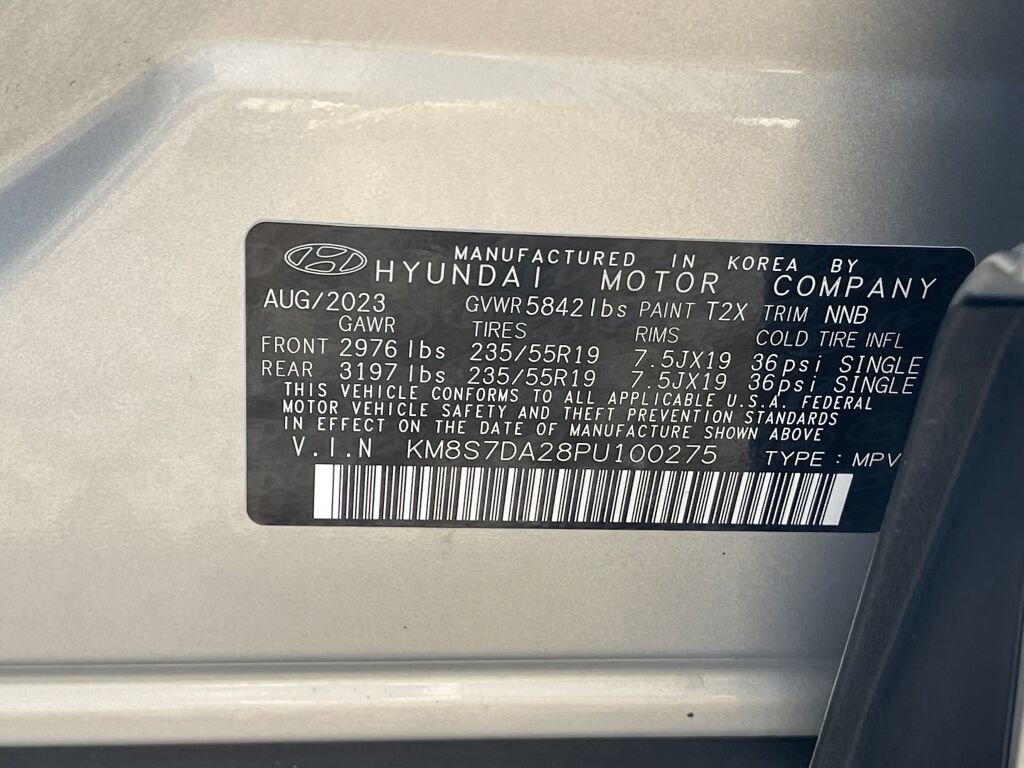 MANUFACTURED IN KOREA BY
HYUNDAI MOTOR COMPANY
AUG/2023 GVWR 5842 lbs PAINT T2X TRIM NNB
GAWR TIRES RIMS COLD TIRE INFL
FRONT 2976 lbs 235/55R19 7.5JX19 36psi SINGLE
REAR 3197 lbs 235/55R19 7.5JX19 36psi SINGLE
THIS VEHICLE CONFORMS TO ALL APPLICABLE U.S.A. FEDERAL
MOTOR VEHICLE SAFETY AND THEFT PREVENTION STANDARDS
IN EFFECT ON THE DATE OF MANUFACTURE SHOWN ABOVE
V.I.N KM8S7DA28PU100275 TYPE : MPV